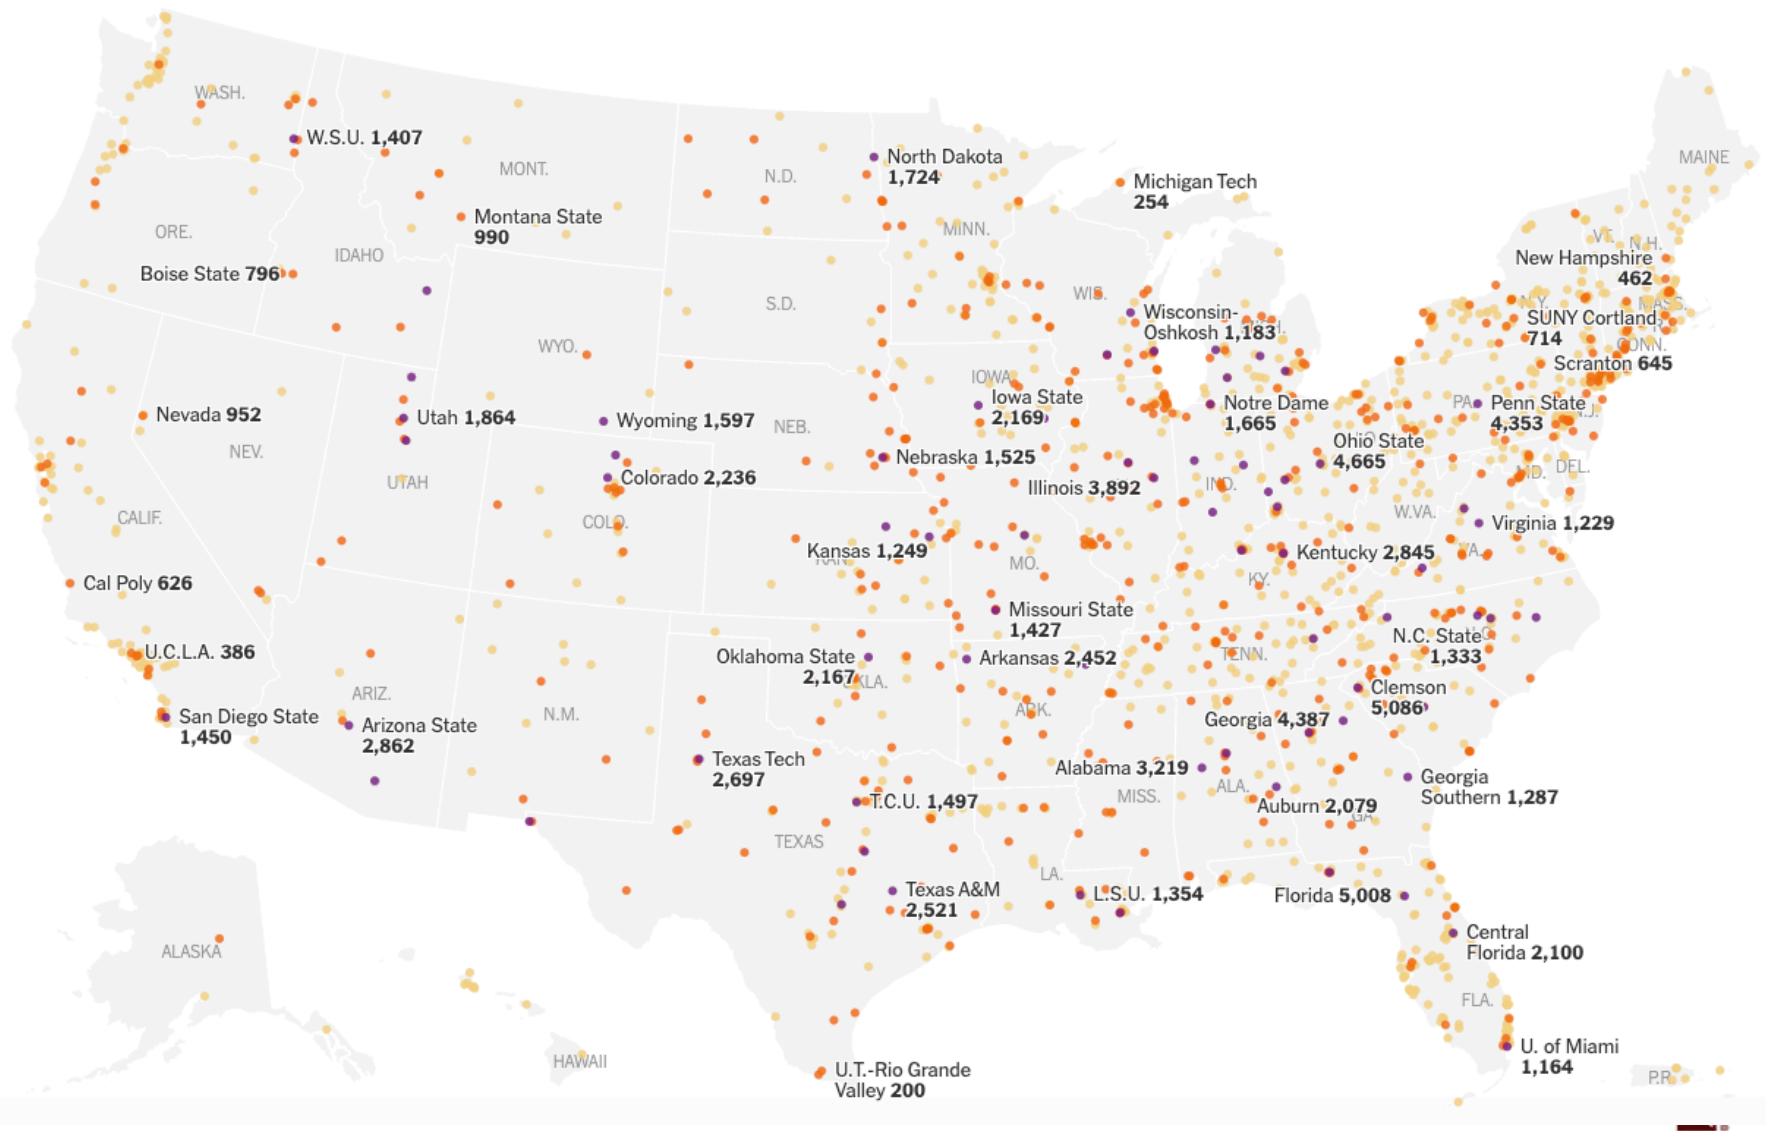 WASH.
W.S.U. 1,407
MONT.
N.D.
North Dakota
1,724
Michigan Tech
254
MAINE
ORE.
IDAHO
Montana State
990
MINN.
VT.
N.H.
Boise State 796
S.D.
WIS.
New Hampshire
462
N.Y.
MASS.
Wisconsin-
Oshkosh 1,183
SUNY Cortland
714
CONN.
WYO.
Scranton 645
IOWA
Iowa State
2,169
Notre Dame
1,665
PA.
Penn State
4,353
N.J.
Nevada 952
Utah 1,864
Wyoming 1,597
NEB.
Ohio State
4,665
NEV.
Nebraska 1,525
MD.
DEL.
UTAH
Colorado 2,236
Illinois 3,892
IND.
CALIF.
COLO.
W.VA.
Virginia 1,229
Kansas 1,249
KAN.
MO.
Kentucky 2,845
VA.
Cal Poly 626
KY.
Missouri State
1,427
N.C. State
1,333
U.C.L.A. 386
Oklahoma State
2,167
OKLA.
Arkansas 2,452
TENN.
ARIZ.
N.M.
ARK.
Clemson
5,086
San Diego State
1,450
Arizona State
2,862
Georgia 4,387
Texas Tech
2,697
Alabama 3,219
ALA.
MISS.
Georgia
Southern 1,287
T.C.U. 1,497
Auburn 2,079
GA.
TEXAS
LA.
Texas A&M
2,521
L.S.U. 1,354
Florida 5,008
ALASKA
Central
Florida 2,100
FLA.
HAWAII
U.T.-Rio Grande
Valley 200
U. of Miami
1,164
P.R.